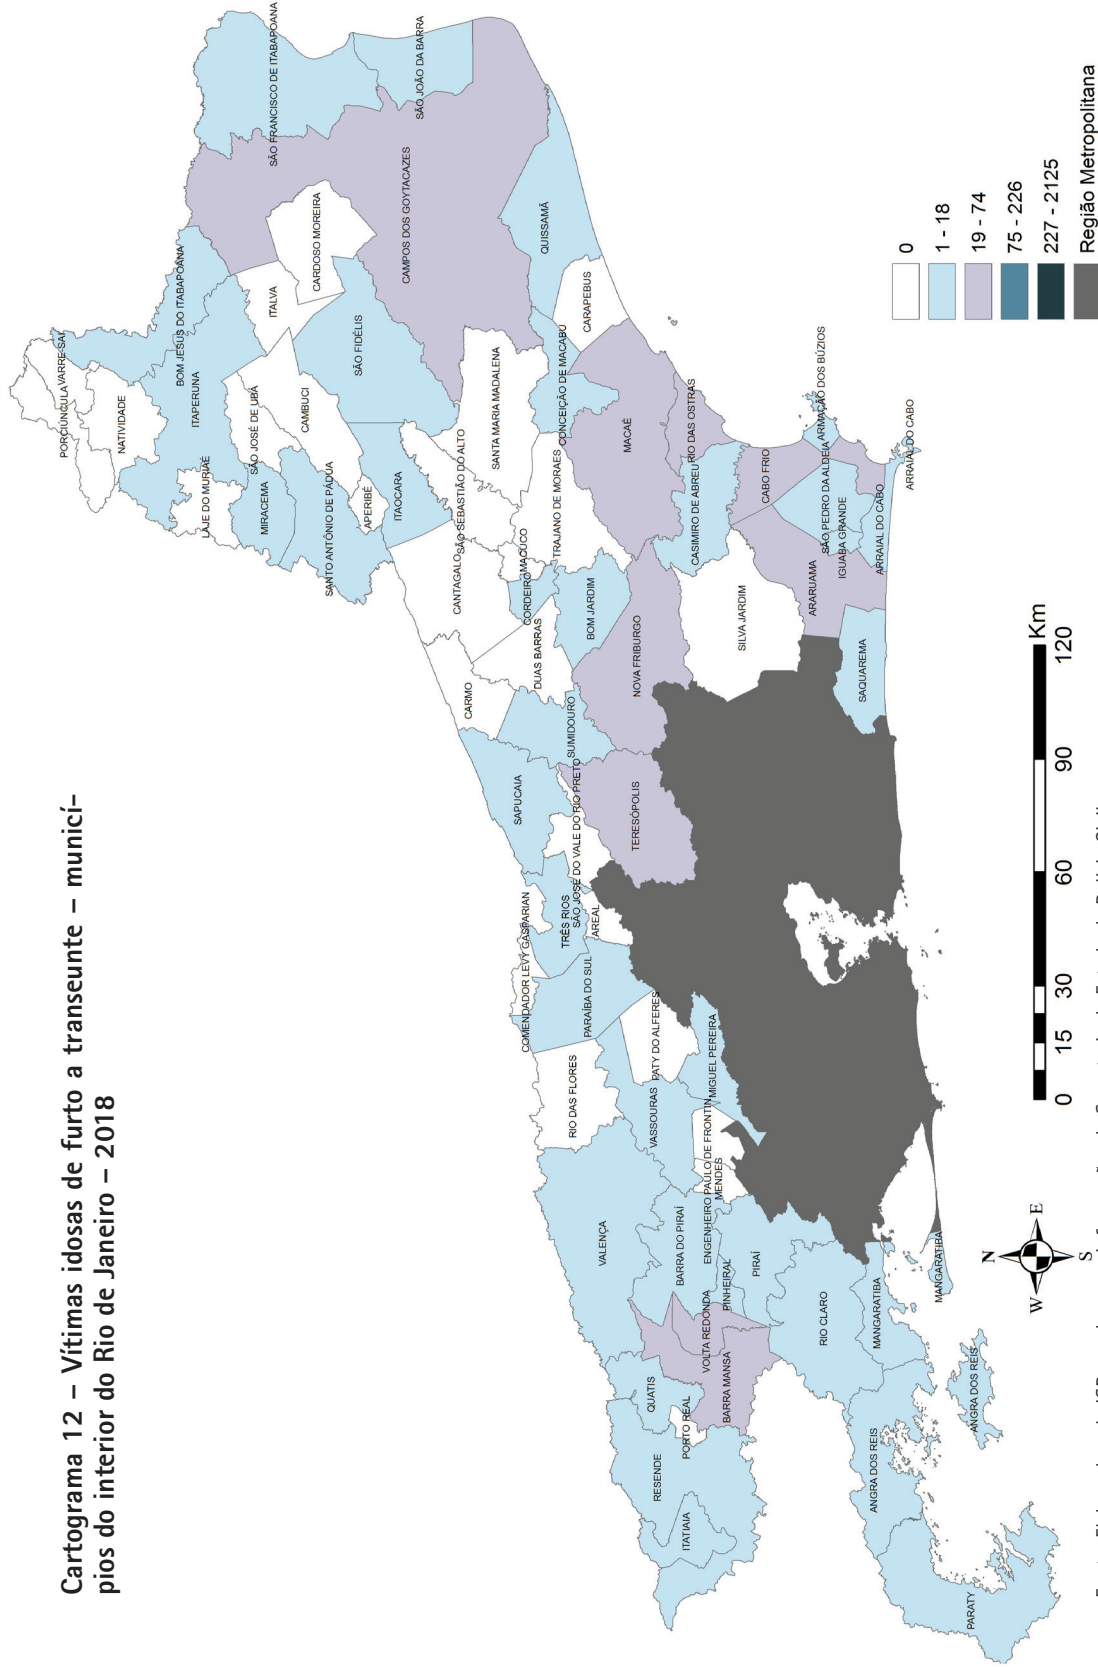 Cartograma 12 – Vítimas idosas de furto a transeunte – municí-
pios do interior do Rio de Janeiro – 2018
PORCIÚNCULA
VARRE-SAI
NATIVIDADE
BOM JESUS DO ITABAPOANA
ITAPERUNA
LAJE DO MURIAÉ
SÃO JOSÉ DE UBÁ
MIRACEMA
ITALVA
CAMBUCI
CARDOSO MOREIRA
SÃO FRANCISCO DE ITABAPOANA
SANTO ANTÔNIO DE PÁDUA
APERIBÉ
SÃO FIDÉLIS
ITAOCARA
CAMPOS DOS GOYTACAZES
SÃO JOÃO DA BARRA
CANTAGALO
SÃO SEBASTIÃO DO ALTO
SANTA MARIA MADALENA
CARMO
QUISSAMÃ
CORDEIRO
MACUCO
TRAJANO DE MORAES
CONCEIÇÃO DE MACABU
CARAPEBUS
DUAS BARRAS
BOM JARDIM
SAPUCAIA
SUMIDOURO
MACAÉ
NOVA FRIBURGO
COMENDADOR LEVY GASPARIAN
TRÊS RIOS
SÃO JOSÉ DO VALE DO RIO PRETO
AREAL
TERESÓPOLIS
PARAÍBA DO SUL
RIO DAS FLORES
CASIMIRO DE ABREU
RIO DAS OSTRAS
SILVA JARDIM
CABO FRIO
VALENÇA
PATY DO ALFERES
VASSOURAS
MIGUEL PEREIRA
ENGENHEIRO PAULO DE FRONTIN
MENDES
BARRA DO PIRAÍ
ARARUAMA
SÃO PEDRO DA ALDEIA
ARMAÇÃO DOS BÚZIOS
IGUABA GRANDE
SAQUAREMA
ARRAIAL DO CABO
ARRAIAL DO CABO
QUATIS
RESENDE
ITATIAIA
PORTO REAL
VOLTA REDONDA
BARRA MANSA
PINHEIRAL
PIRAÍ
RIO CLARO
MANGARATIBA
MANGARATIBA
ANGRA DOS REIS
ANGRA DOS REIS
PARATY
N
W E
S
0 15 30 60 90 120
Km
0
1 - 18
19 - 74
75 - 226
227 - 2125
Região Metropolitana